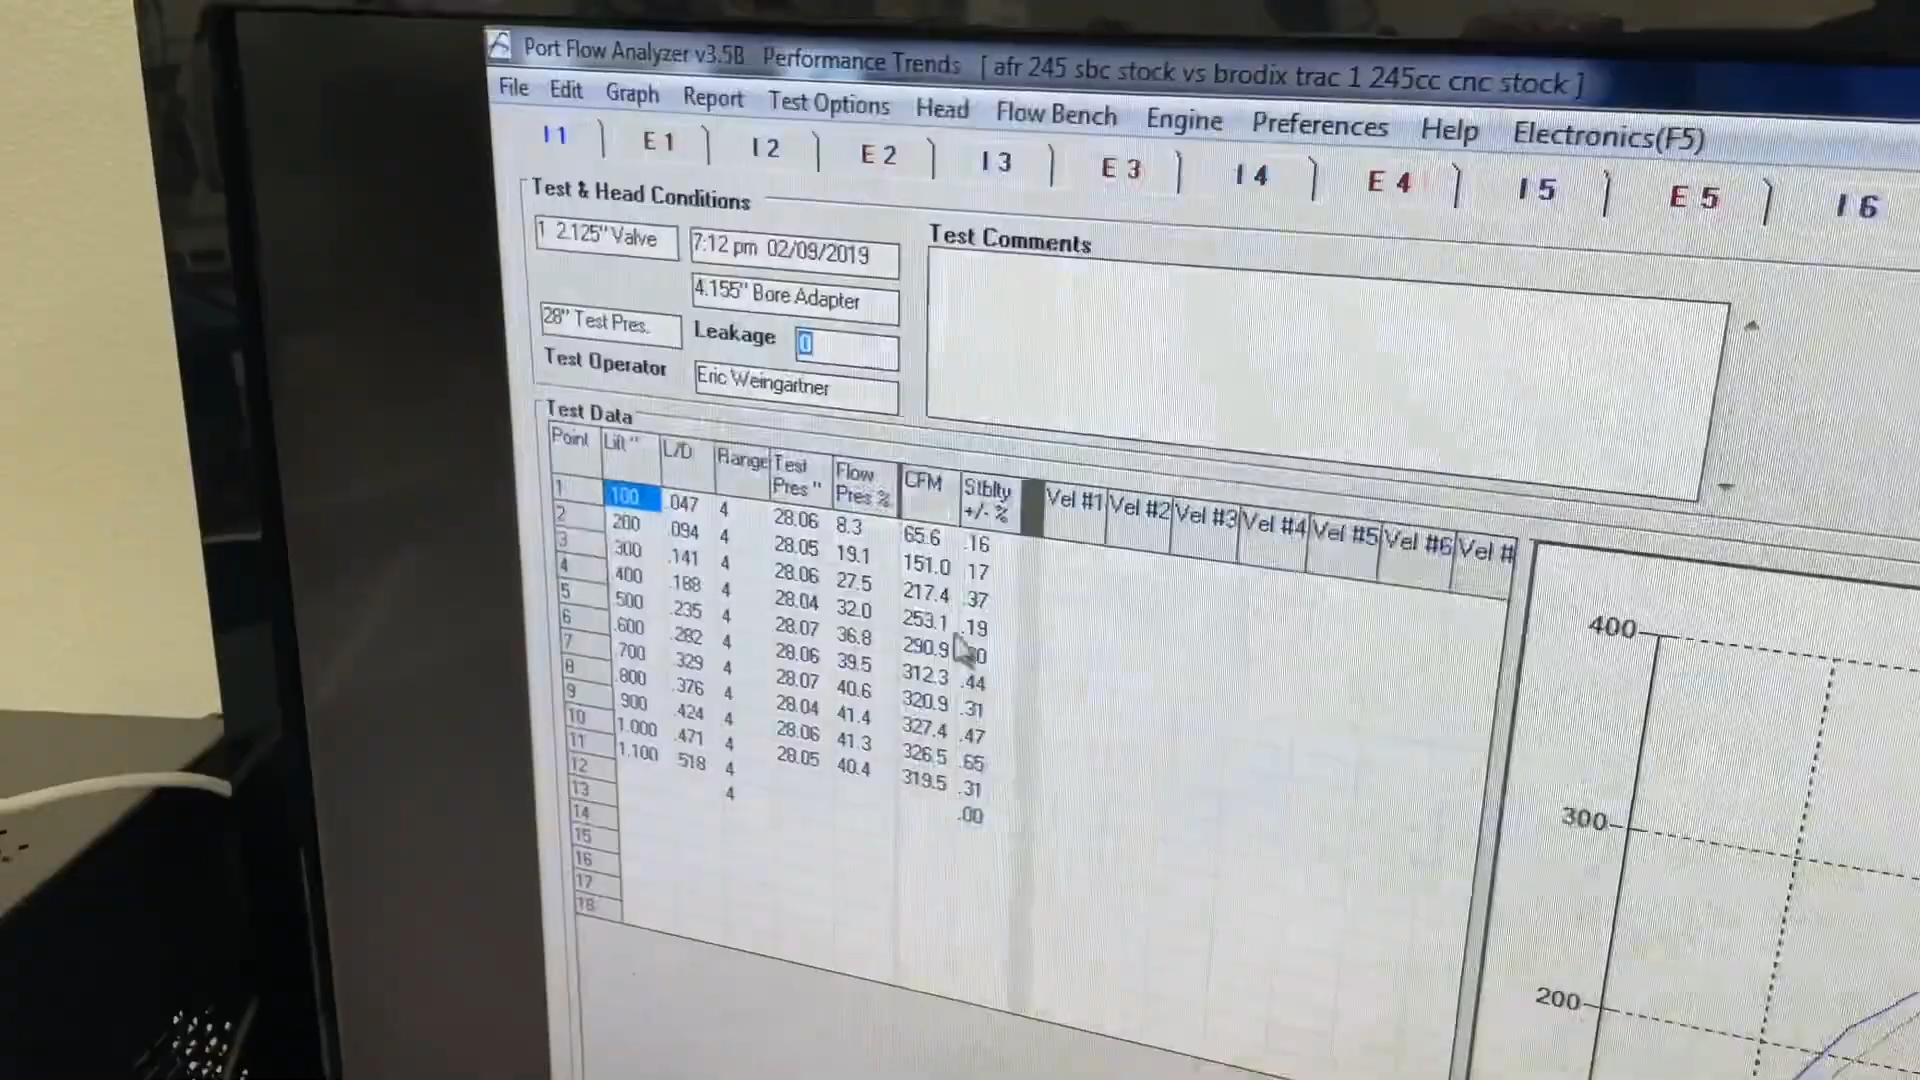 Port Flow Analyzer v3.5B Performance Trends [ afr 245 sbc stock vs brodix trac 1 245cc cnc stock ]
File Edit Graph Report Test Options Head Flow Bench Engine Preferences Help Electronics(F5)
I 1 E 1 I 2 E 2 I 3 E 3 I 4 E 4 I 5 E 5 I 6
Test & Head Conditions
1 2.125" Valve 7:12 pm 02/09/2019
4.155" Bore Adapter
28" Test Pres. Leakage 0
Test Operator Eric Weingartner
Test Comments
Test Data
Point Lift " L/D Range Test Pres " Flow Pres % CFM Stblty +/- % Vel #1 Vel #2 Vel #3 Vel #4 Vel #5 Vel #6 Vel #
1 .100 .047 4 28.06 8.3 65.6 .16
2 .200 .094 4 28.05 19.1 151.0 .17
3 .300 .141 4 28.06 27.5 217.4 .37
4 .400 .188 4 28.04 32.0 253.1 .19
5 .500 .235 4 28.07 36.8 290.9
6 .600 .282 4 28.06 39.5 312.3 .44
7 .700 .329 4 28.07 40.6 320.9 .31
8 .800 .376 4 28.04 41.4 327.4 .47
9 .900 .424 4 28.06 41.3 326.5 .65
10 1.000 .471 4 28.05 40.4 319.5 .31
11 1.100 .518 4 .00
12
13
14
15
16
17
18
400
300
200